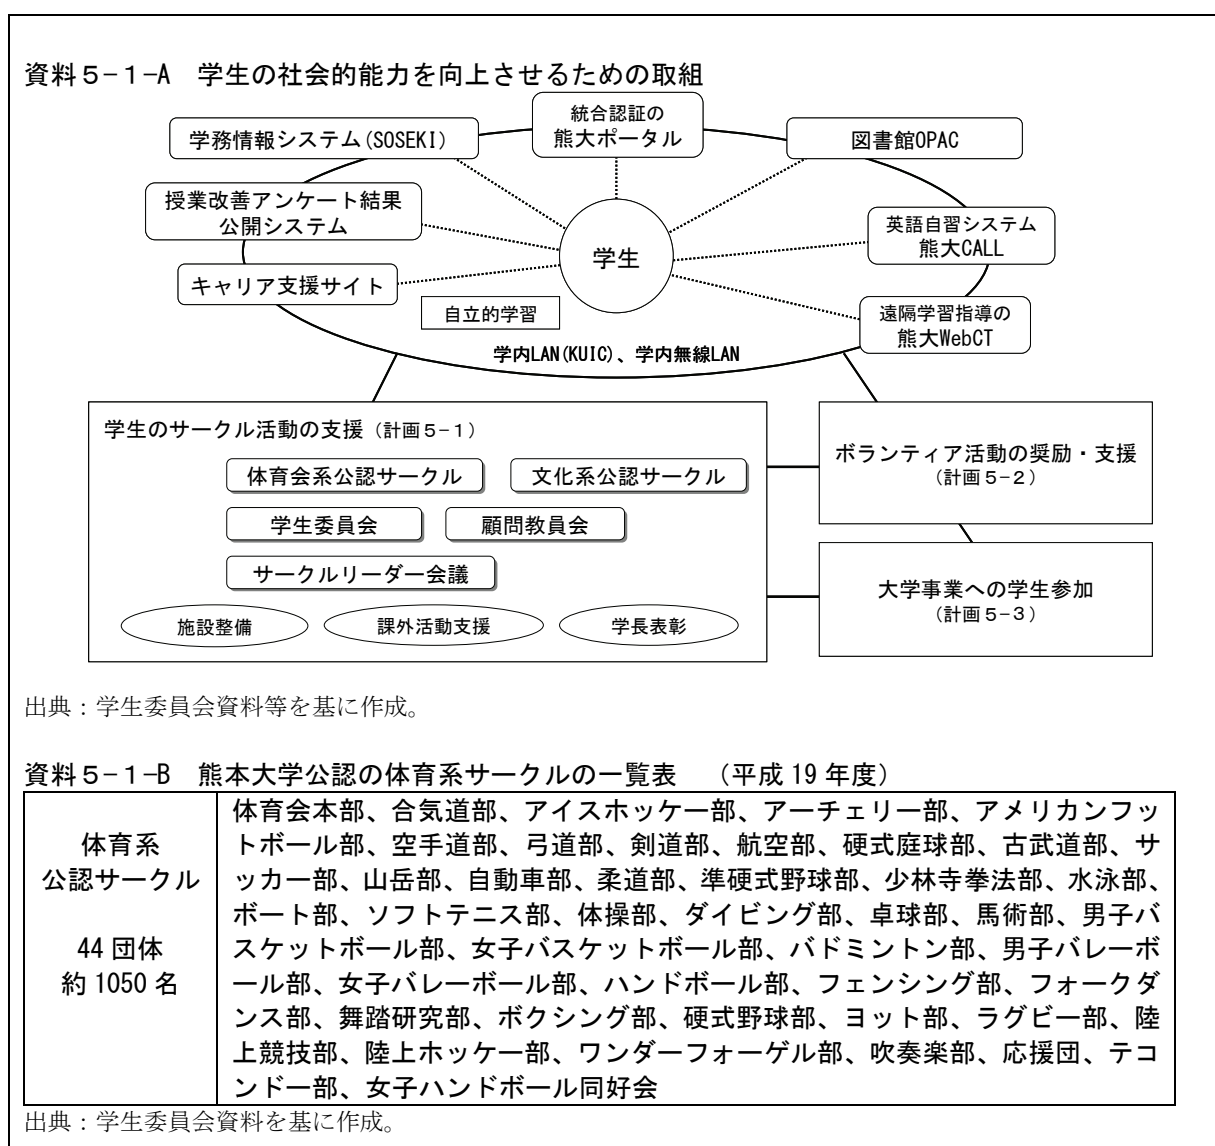 資料5-1-A 学生の社会的能力を向上させるための取組
統合認証の
熊大ポータル
学務情報システム(SOSEKI)
図書館OPAC
授業改善アンケート結果
公開システム
英語自習システム
熊大CALL
学生
キャリア支援サイト
自立的学習
遠隔学習指導の
熊大WebCT
学内LAN(KUIC)、学内無線LAN
学生のサークル活動の支援(計画5-1)
体育会系公認サークル
文化系公認サークル
学生委員会
顧問教員会
サークルリーダー会議
施設整備
課外活動支援
学長表彰
ボランティア活動の奨励・支援
(計画5-2)
大学事業への学生参加
(計画5-3)
出典:学生委員会資料等を基に作成。
資料5-1-B 熊本大学公認の体育系サークルの一覧表 (平成19年度)
体育系
公認サークル
44団体
約1050名
体育会本部、合気道部、アイスホッケー部、アーチェリー部、アメリカンフッ
トボール部、空手道部、弓道部、剣道部、航空部、硬式庭球部、古武道部、サ
ッカー部、山岳部、自動車部、柔道部、準硬式野球部、少林寺拳法部、水泳部、
ボート部、ソフトテニス部、体操部、ダイビング部、卓球部、馬術部、男子バ
スケットボール部、女子バスケットボール部、バドミントン部、男子バレーボ
ール部、女子バレーボール部、ハンドボール部、フェンシング部、フォークダ
ンス部、舞踏研究部、ボクシング部、硬式野球部、ヨット部、ラグビー部、陸
上競技部、陸上ホッケー部、ワンダーフォーゲル部、吹奏楽部、応援団、テコ
ンドー部、女子ハンドボール同好会
出典:学生委員会資料を基に作成。